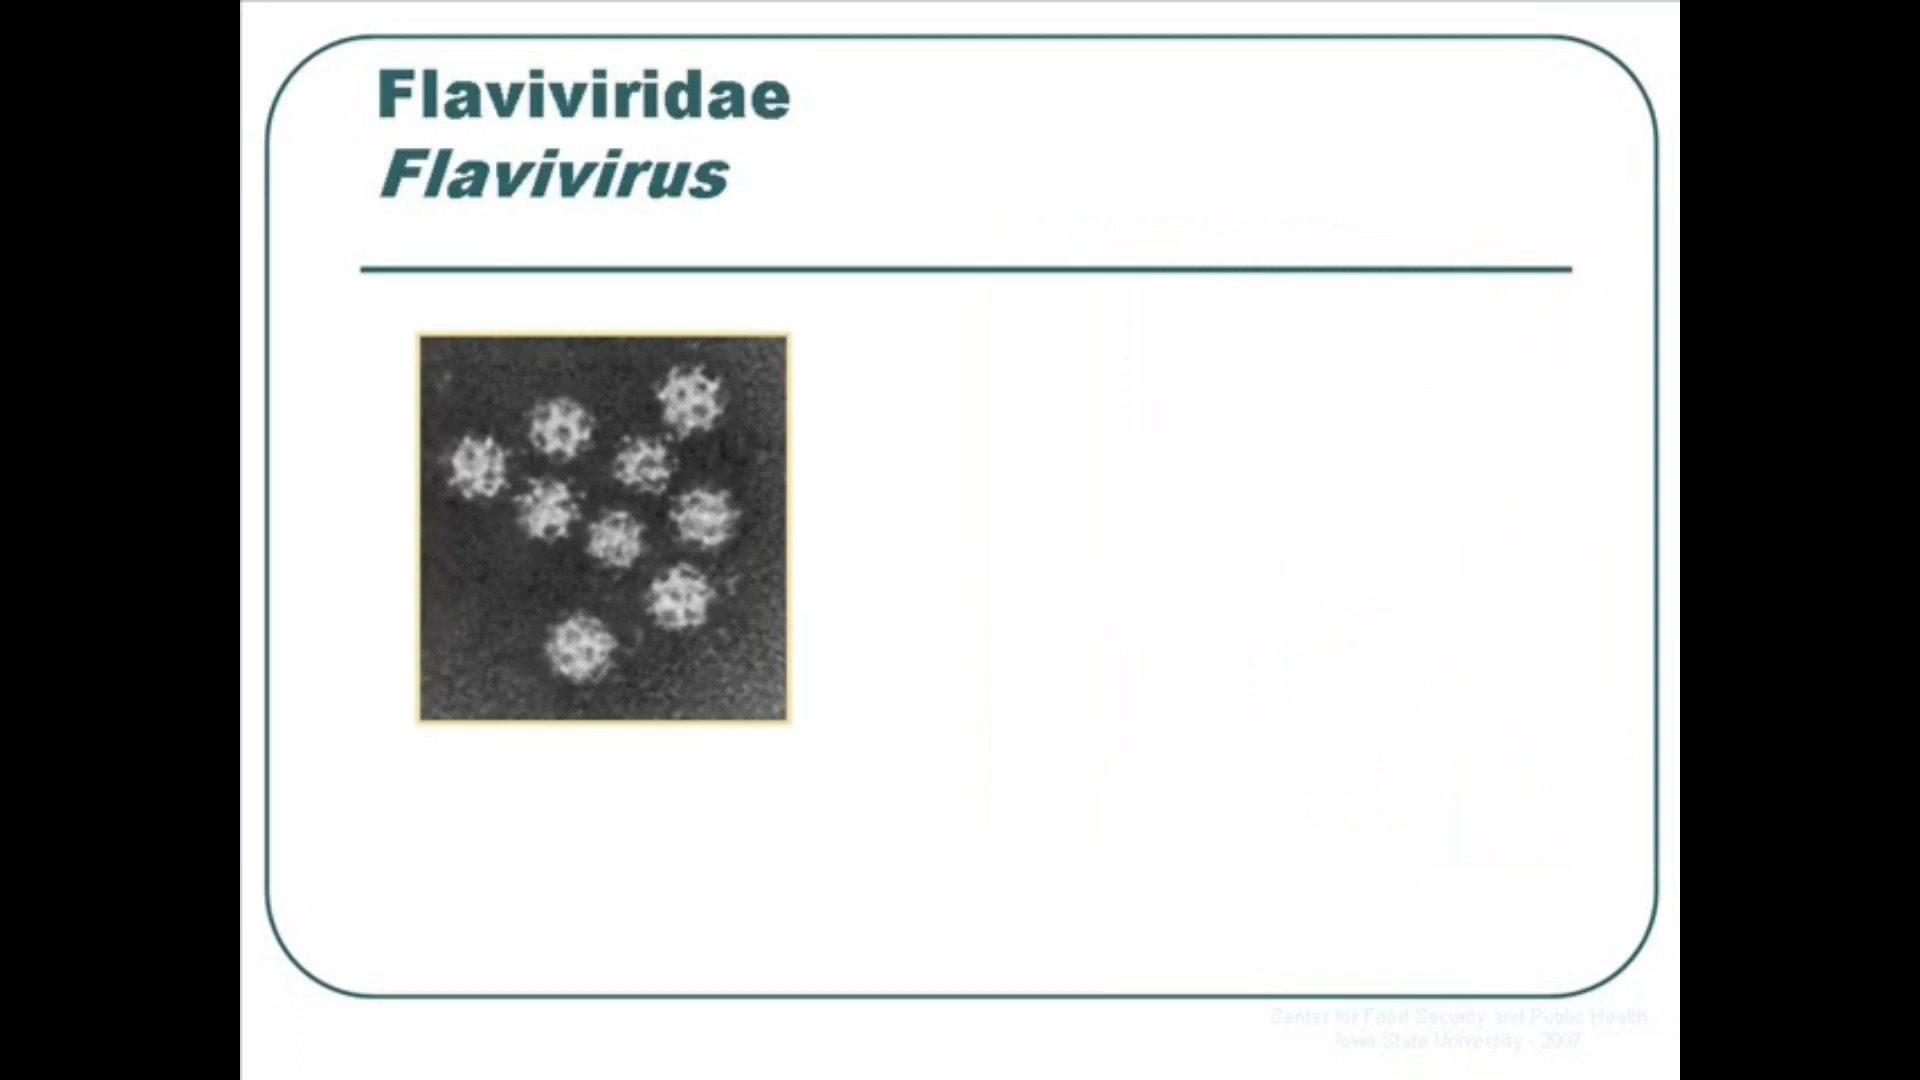 Flaviviridae
Flavivirus
Center for Food Security and Public Health
Iowa State University - 2007